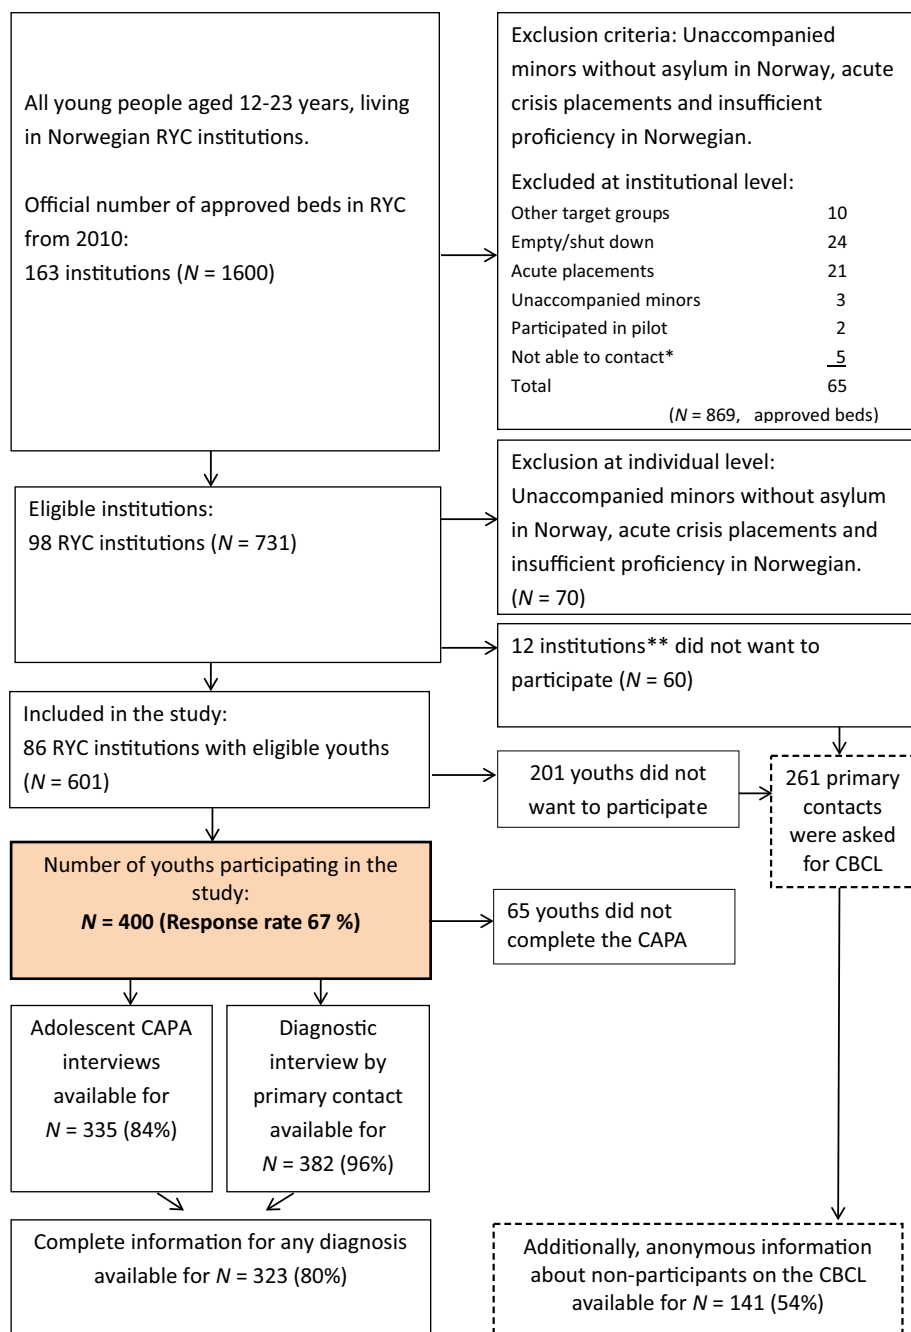 All young people aged 12-23 years, living
in Norwegian RYC institutions.
Official number of approved beds in RYC
from 2010:
163 institutions (N = 1600)
Exclusion criteria: Unaccompanied
minors without asylum in Norway, acute
crisis placements and insufficient
proficiency in Norwegian.
Excluded at institutional level:
Other target groups 10
Empty/shut down 24
Acute placements 21
Unaccompanied minors 3
Participated in pilot 2
Not able to contact* 5
Total 65
(N = 869, approved beds)
Eligible institutions:
98 RYC institutions (N = 731)
Exclusion at individual level:
Unaccompanied minors without asylum
in Norway, acute crisis placements and
insufficient proficiency in Norwegian.
(N = 70)
12 institutions** did not want to
participate (N = 60)
Included in the study:
86 RYC institutions with eligible youths
(N = 601)
201 youths did not
want to participate
261 primary
contacts
were asked
for CBCL
Number of youths participating in the
study:
N = 400 (Response rate 67 %)
65 youths did not
complete the CAPA
Adolescent CAPA
interviews
available for
N = 335 (84%)
Diagnostic
interview by
primary contact
available for
N = 382 (96%)
Complete information for any diagnosis
available for N = 323 (80%)
Additionally, anonymous information
about non-participants on the CBCL
available for N = 141 (54%)